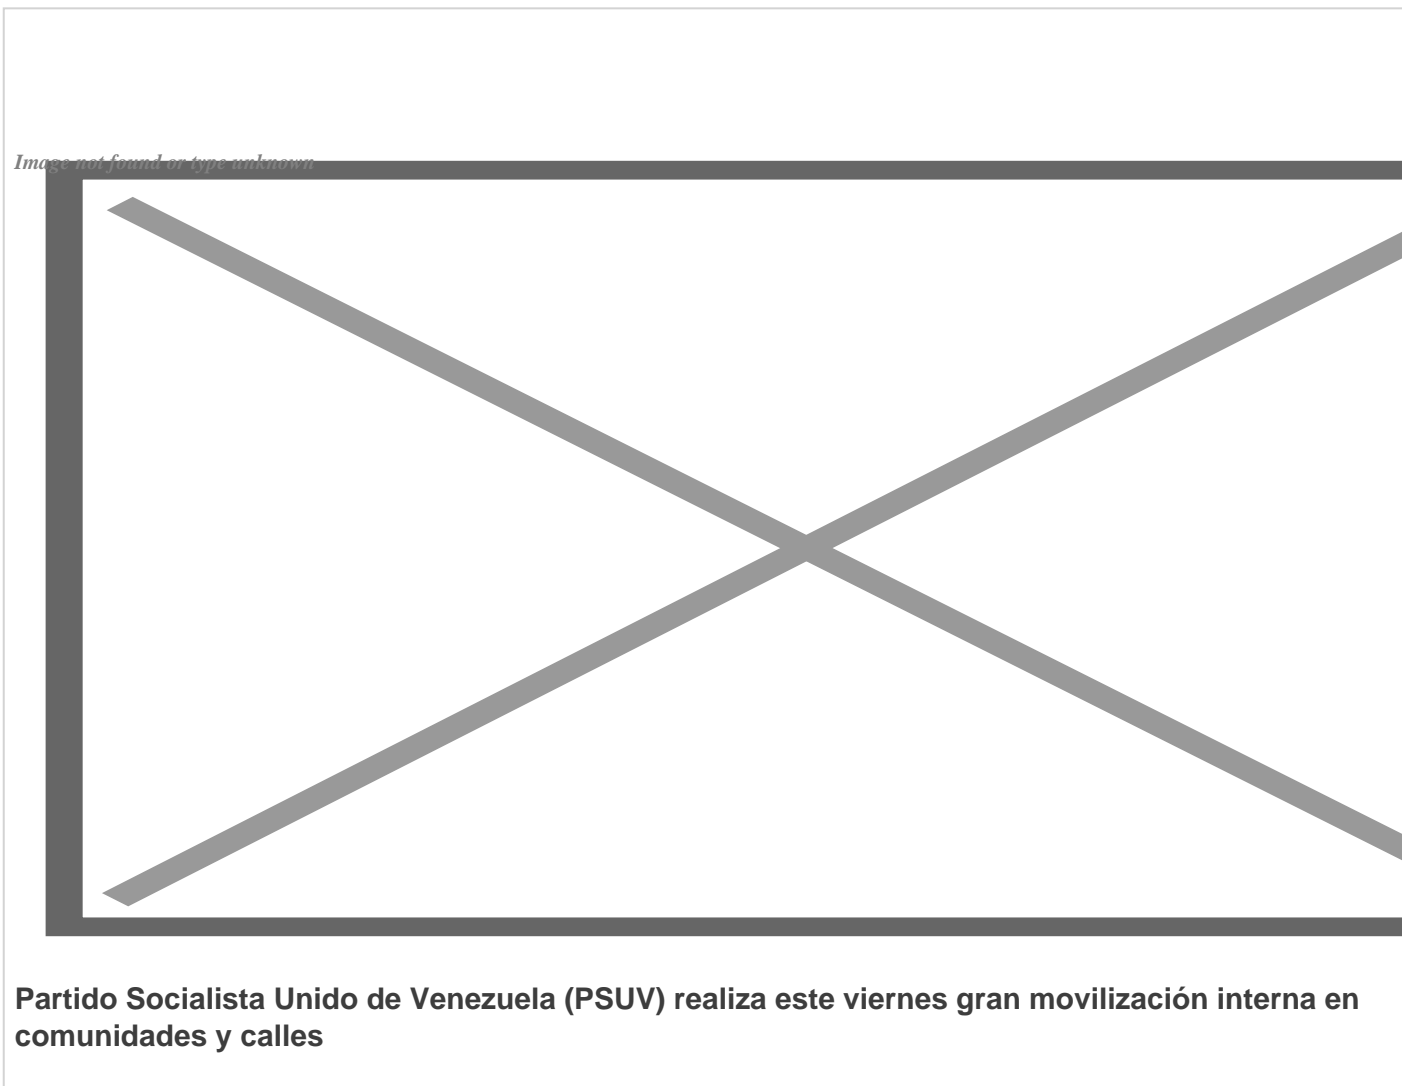 Image not found or type unknown
Partido Socialista Unido de Venezuela (PSUV) realiza este viernes gran movilización interna en
comunidades y calles